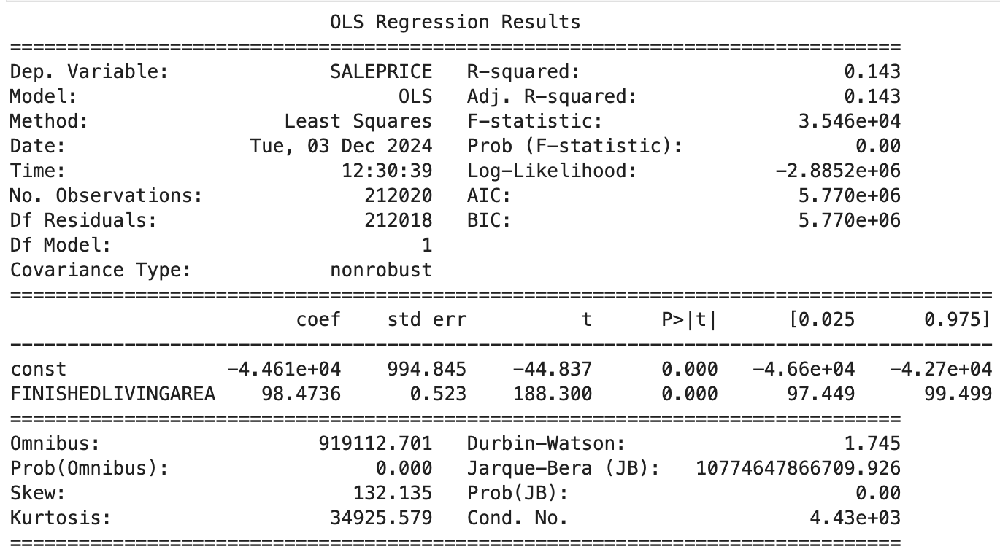 OLS Regression Results
==============================================================================
Dep. Variable:              SALEPRICE   R-squared:                       0.143
Model:                            OLS   Adj. R-squared:                  0.143
Method:                 Least Squares   F-statistic:                 3.546e+04
Date:                Tue, 03 Dec 2024   Prob (F-statistic):               0.00
Time:                        12:30:39   Log-Likelihood:            -2.8852e+06
No. Observations:              212020   AIC:                         5.770e+06
Df Residuals:                  212018   BIC:                         5.770e+06
Df Model:                           1
Covariance Type:            nonrobust
======================================================================================
                         coef    std err          t      P>|t|      [0.025      0.975]
--------------------------------------------------------------------------------------
const              -4.461e+04    994.845    -44.837      0.000   -4.66e+04   -4.27e+04
FINISHEDLIVINGAREA    98.4736      0.523    188.300      0.000      97.449      99.499
==============================================================================
Omnibus:                   919112.701   Durbin-Watson:                   1.745
Prob(Omnibus):                  0.000   Jarque-Bera (JB):   10774647866709.926
Skew:                         132.135   Prob(JB):                         0.00
Kurtosis:                   34925.579   Cond. No.                     4.43e+03
==============================================================================